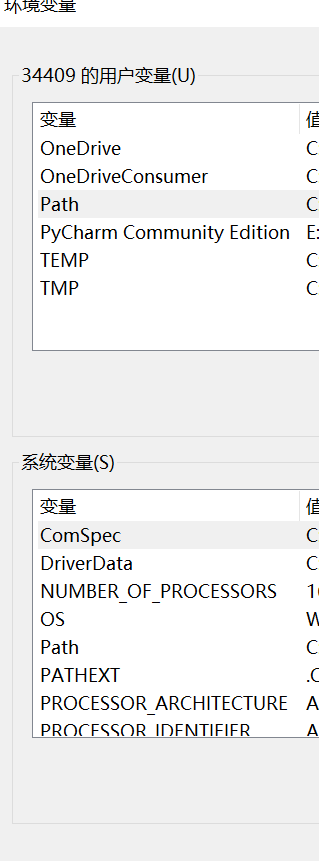 环境变量
34409 的用户变量(U)
变量 值
OneDrive C
OneDriveConsumer C
Path C
PyCharm Community Edition E:
TEMP C
TMP C
系统变量(S)
变量 值
ComSpec C
DriverData C
NUMBER_OF_PROCESSORS 1
OS W
Path C
PATHEXT .C
PROCESSOR_ARCHITECTURE A
PROCESSOR_IDENTIFIER A